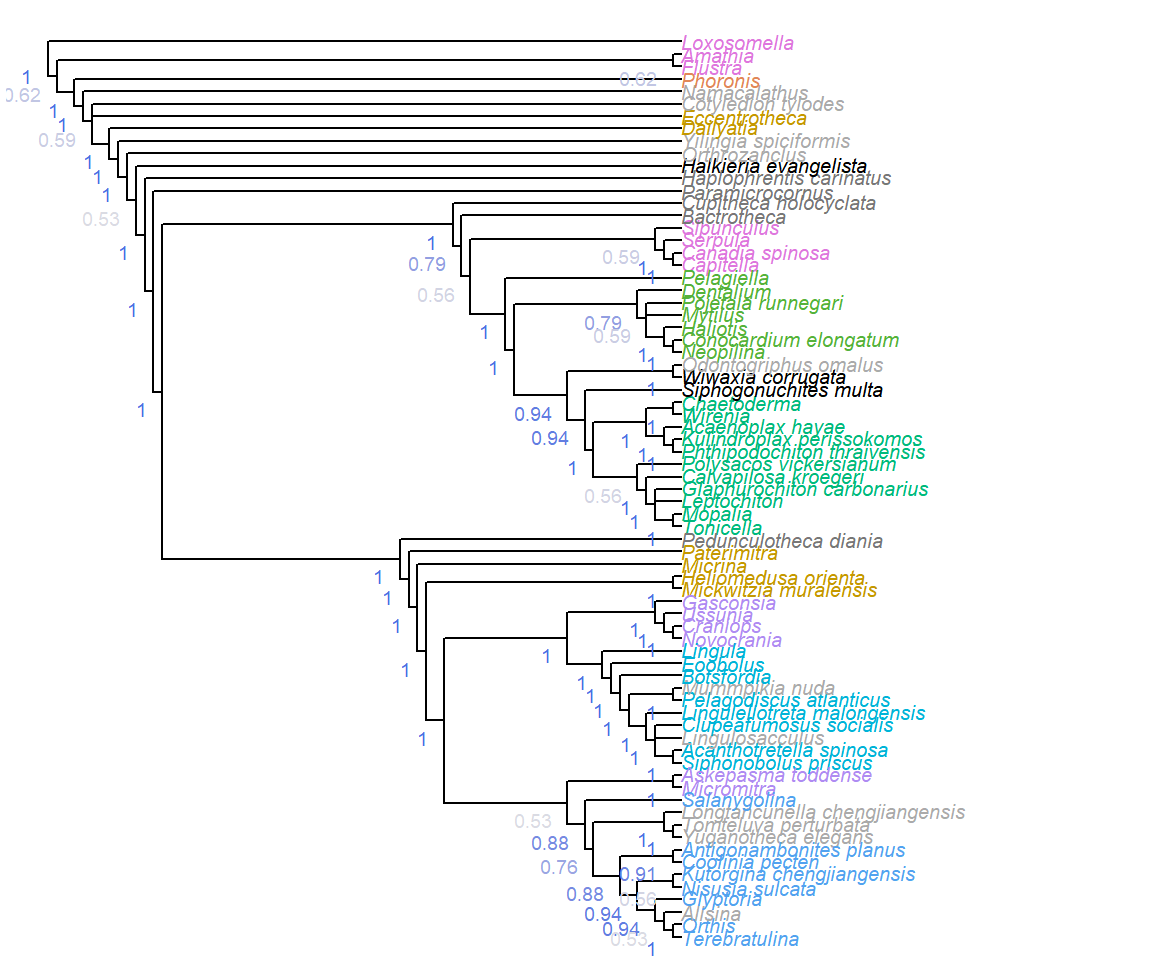 Loxosomella
Amathia
Flustra
1
0.62
Phoronis
0.62
Namacalathus
Cotyledion tylodes
1
Eccentrotheca
1
Dailyatia
0.59
Yilingia spiciformis
Orthrozanclus
1
Halkieria evangelista
1
Haplophrentis carinatus
1
Paramicrocornus
Cupitheca holocyclata
0.53
Bactrotheca
Sipunculus
1
Serpula
1
Canadia spinosa
0.59
0.79
Capitella
1
1
Pelagiella
Dentalium
0.56
Poletaia runnegari
1
Mytilus
0.79
Haliotis
1
0.59
Conocardium elongatum
Neopilina
1
Odontogriphus omalus
1
1
Wiwaxia corrugata
Siphogonuchites multa
1
Chaetoderma
1
Wirenia
0.94
Acaenoplax hayae
1
Kulindroplax perissokomos
0.94
1
Phthipodochiton thraivensis
1
Polysacos vickersianum
1
1
Calvapilosa kroegeri
Glaphurochiton carbonarius
0.56
Leptochiton
1
Mopalia
1
Tonicella
1
Pedunculotheca diania
Paterimitra
Micrina
1
Heliomedusa orienta
Mickwitzia muralensis
1
1
Gasconsia
Ussunia
1
Craniops
1
Novocrania
1
1
Lingula
1
1
Eoobolus
1
Botsfordia
1
Mummpikia nuda
1
Pelagodiscus atlanticus
1
Lingulellotreta malongensis
1
Clupeafumosus socialis
1
Lingulosacculus
1
1
Acanthotretella spinosa
1
Siphonobolus priscus
Askepasma toddense
1
Micromitra
1
Salanygolina
Longtancunella chengjiangensis
0.53
Tomteluva perturbata
Yuganotheca elegans
0.88
1
Antigonambonites planus
1
Coolinia pecten
0.76
Kutorgina chengjiangensis
0.91
Nisusia sulcata
0.88
Glyptoria
0.56
Alisina
0.94
Orthis
0.94
Terebratulina
0.53
1